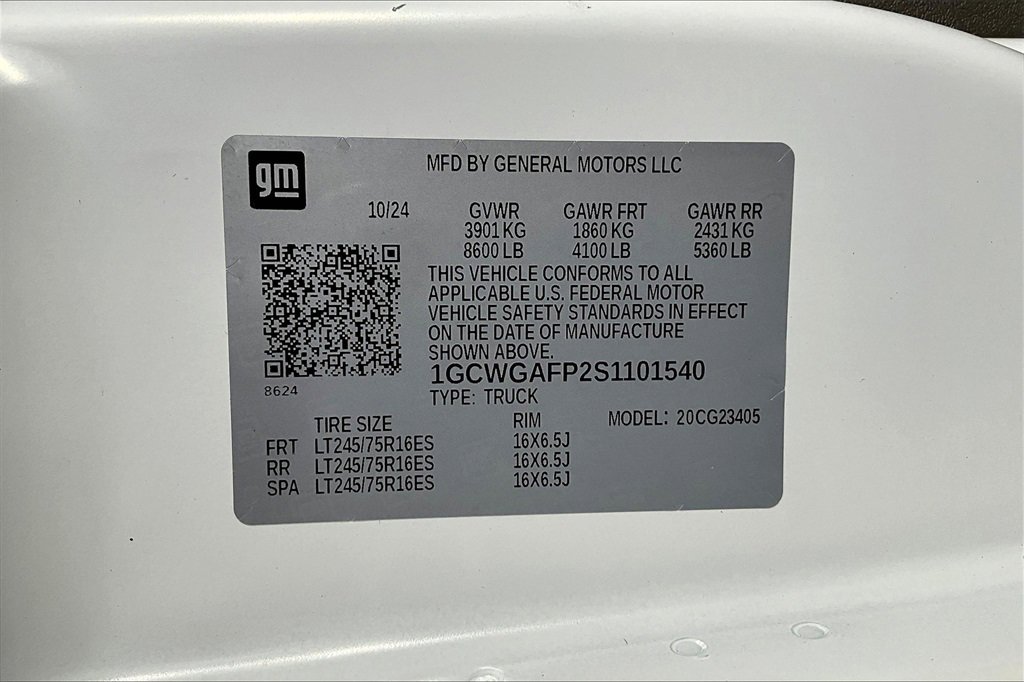 gm
MFD BY GENERAL MOTORS LLC
10/24 GVWR GAWR FRT GAWR RR
3901 KG 1860 KG 2431 KG
8600 LB 4100 LB 5360 LB
THIS VEHICLE CONFORMS TO ALL
APPLICABLE U.S. FEDERAL MOTOR
VEHICLE SAFETY STANDARDS IN EFFECT
ON THE DATE OF MANUFACTURE
SHOWN ABOVE.
1GCWGAFP2S1101540
8624
TYPE: TRUCK
TIRE SIZE RIM MODEL: 20CG23405
FRT LT245/75R16ES 16X6.5J
RR LT245/75R16ES 16X6.5J
SPA LT245/75R16ES 16X6.5J